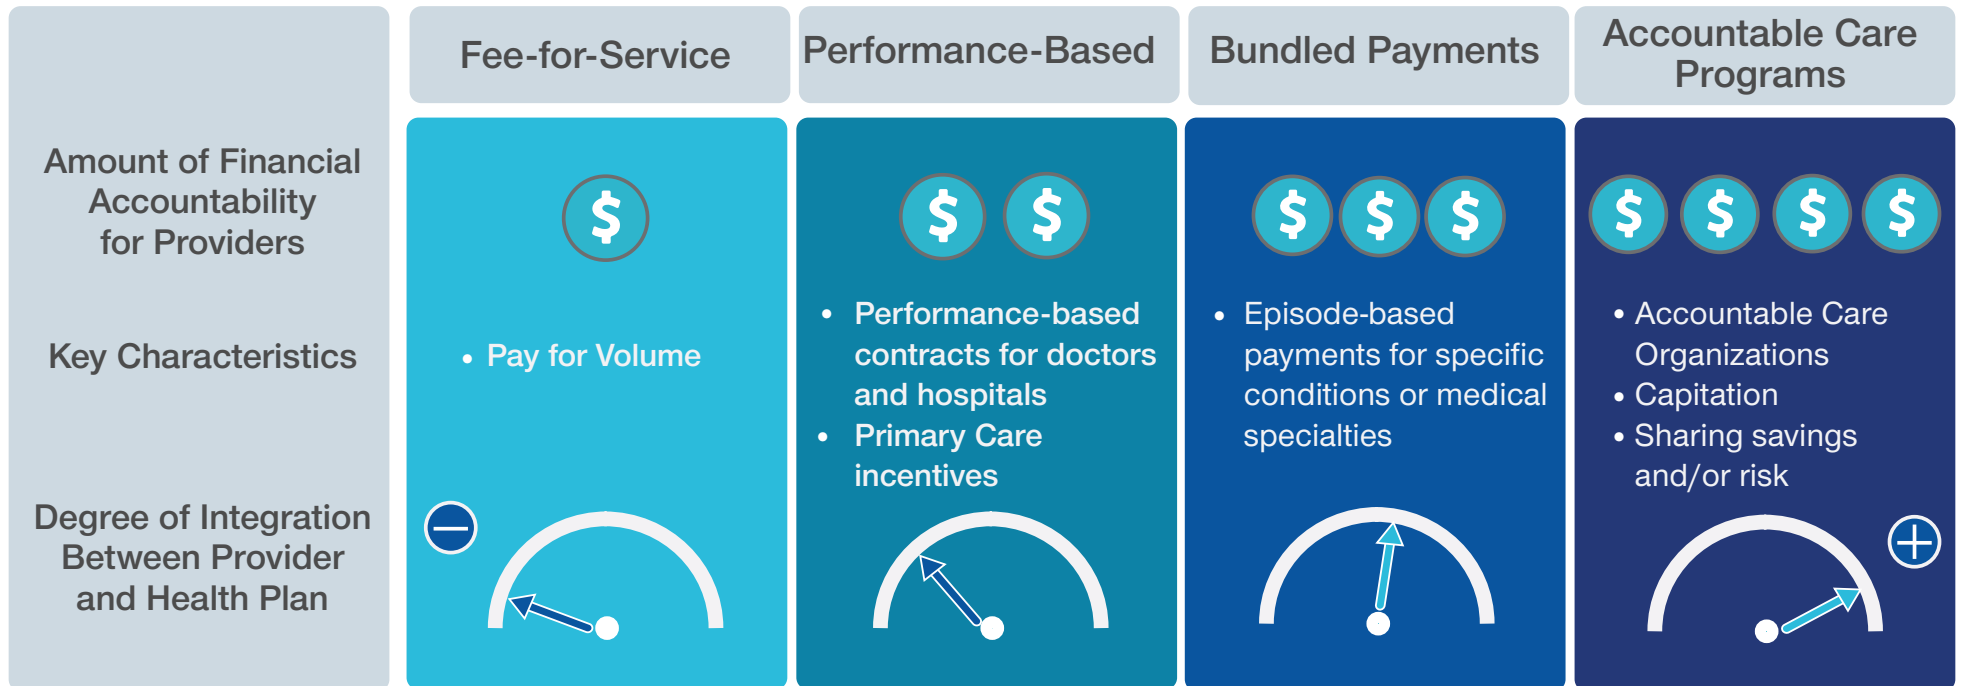 Fee-for-Service
Performance-Based
Bundled Payments
Accountable Care
Programs
Amount of Financial
Accountability
for Providers
$
$ $
$ $ $
$ $ $ $
Key Characteristics
• Pay for Volume
• Performance-based
contracts for doctors
and hospitals
• Primary Care
incentives
• Episode-based
payments for specific
conditions or medical
specialties
• Accountable Care
Organizations
• Capitation
• Sharing savings
and/or risk
Degree of Integration
Between Provider
and Health Plan
−
+